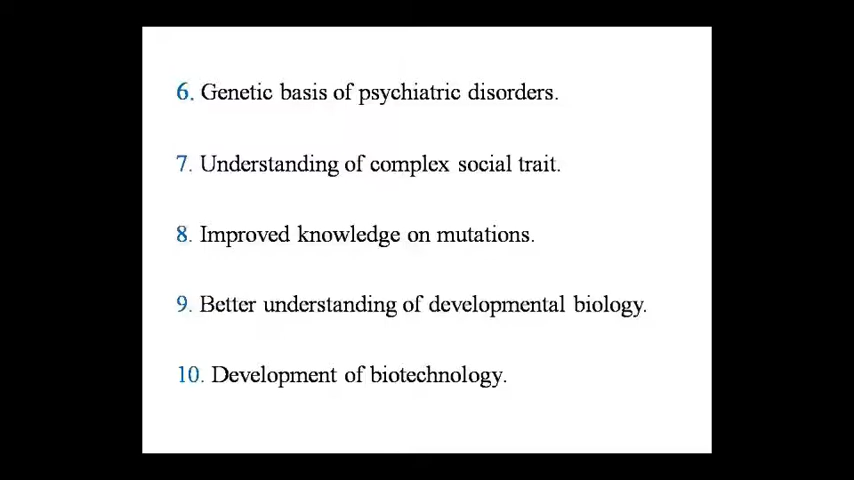 6. Genetic basis of psychiatric disorders.
7. Understanding of complex social trait.
8. Improved knowledge on mutations.
9. Better understanding of developmental biology.
10. Development of biotechnology.